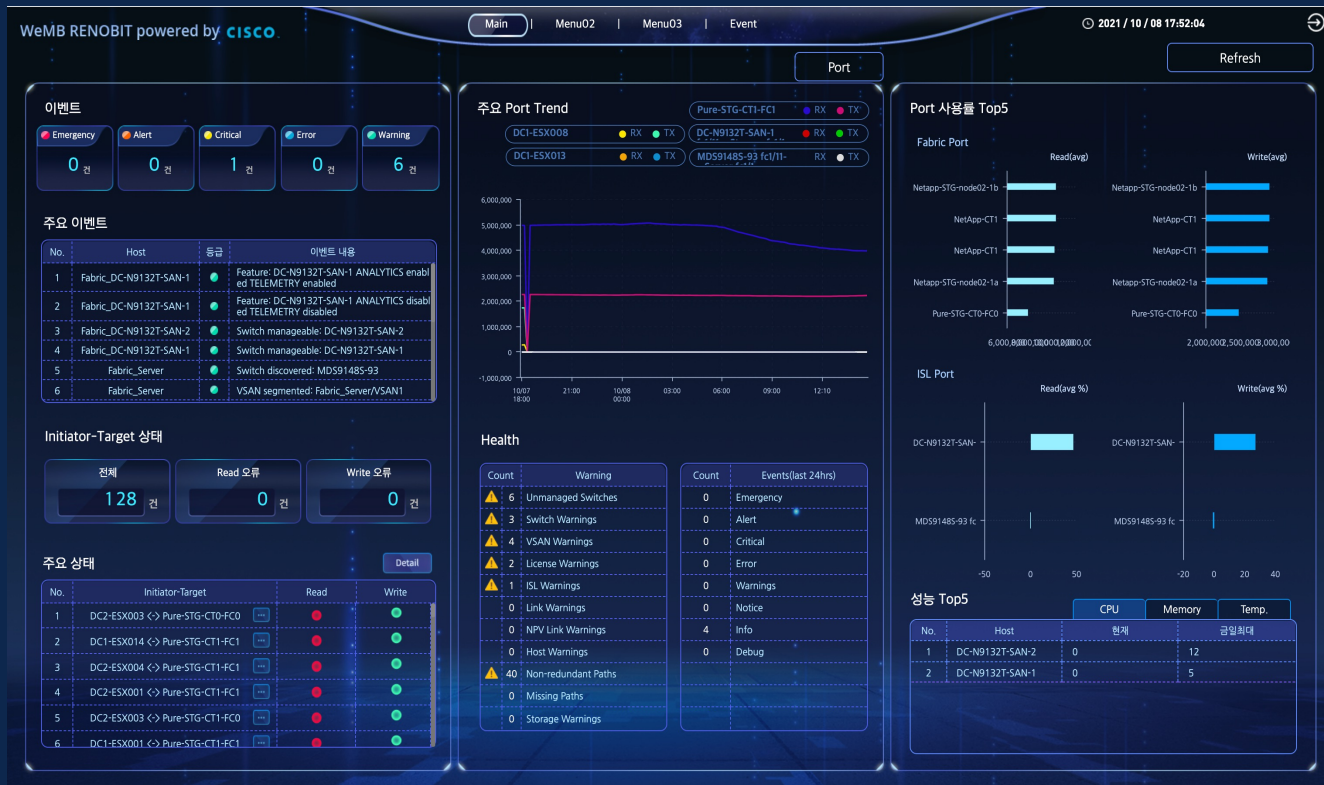 WeMB RENOBIT powered by CISCO
Main | Menu02 | Menu03 | Event
2021 / 10 / 08 17:52:04
Refresh
Port
이벤트
Emergency
0 건
Alert
0 건
Critical
1 건
Error
0 건
Warning
6 건
주요 이벤트
No. Host 등급 이벤트 내용
1 Fabric_DC-N9132T-SAN-1 Feature: DC-N9132T-SAN-1 ANALYTICS enabl
ed TELEMETRY enabled
2 Fabric_DC-N9132T-SAN-1 Feature: DC-N9132T-SAN-1 ANALYTICS disabl
ed TELEMETRY disabled
3 Fabric_DC-N9132T-SAN-2 Switch manageable: DC-N9132T-SAN-2
4 Fabric_DC-N9132T-SAN-1 Switch manageable: DC-N9132T-SAN-1
5 Fabric_Server Switch discovered: MDS9148S-93
6 Fabric_Server VSAN segmented: Fabric_Server/VSAN1
Initiator-Target 상태
전체
128 건
Read 오류
0 건
Write 오류
0 건
주요 상태
Detail
No. Initiator-Target Read Write
1 DC2-ESX003 <-> Pure-STG-CT0-FC0 ...
2 DC1-ESX014 <-> Pure-STG-CT1-FC1 ...
3 DC2-ESX004 <-> Pure-STG-CT1-FC1 ...
4 DC2-ESX001 <-> Pure-STG-CT1-FC1 ...
5 DC2-ESX003 <-> Pure-STG-CT1-FC0 ...
6 DC1-ESX001 <-> Pure-STG-CT1-FC1 ...
주요 Port Trend
Pure-STG-CT1-FC1 RX TX
DC1-ESX008 RX TX
DC-N9132T-SAN-1 RX TX
DC1-ESX013 RX TX
MDS9148S-93 fc1/11- RX TX
6,000,000
5,000,000
4,000,000
3,000,000
2,000,000
1,000,000
0
-1,000,000
10/07 21:00 10/08 03:00 06:00 09:00 12:10
18:00 00:00
Health
Count Warning
6 Unmanaged Switches
3 Switch Warnings
4 VSAN Warnings
2 License Warnings
1 ISL Warnings
0 Link Warnings
0 NPV Link Warnings
0 Host Warnings
40 Non-redundant Paths
0 Missing Paths
0 Storage Warnings
Count Events(last 24hrs)
0 Emergency
0 Alert
0 Critical
0 Error
0 Warnings
0 Notice
4 Info
0 Debug
Port 사용률 Top5
Fabric Port
Read(avg)
Netapp-STG-node02-1b
NetApp-CT1
NetApp-CT1
Netapp-STG-node02-1a
Pure-STG-CT0-FC0
Write(avg)
Netapp-STG-node02-1b
NetApp-CT1
NetApp-CT1
Netapp-STG-node02-1a
Pure-STG-CT0-FC0
ISL Port
Read(avg %)
DC-N9132T-SAN-
MDS9148S-93 fc
-50 0 50
Write(avg %)
DC-N9132T-SAN-
MDS9148S-93 fc
-20 0 20 40
성능 Top5
CPU Memory Temp.
No. Host 현재 금일최대
1 DC-N9132T-SAN-2 0 12
2 DC-N9132T-SAN-1 0 5